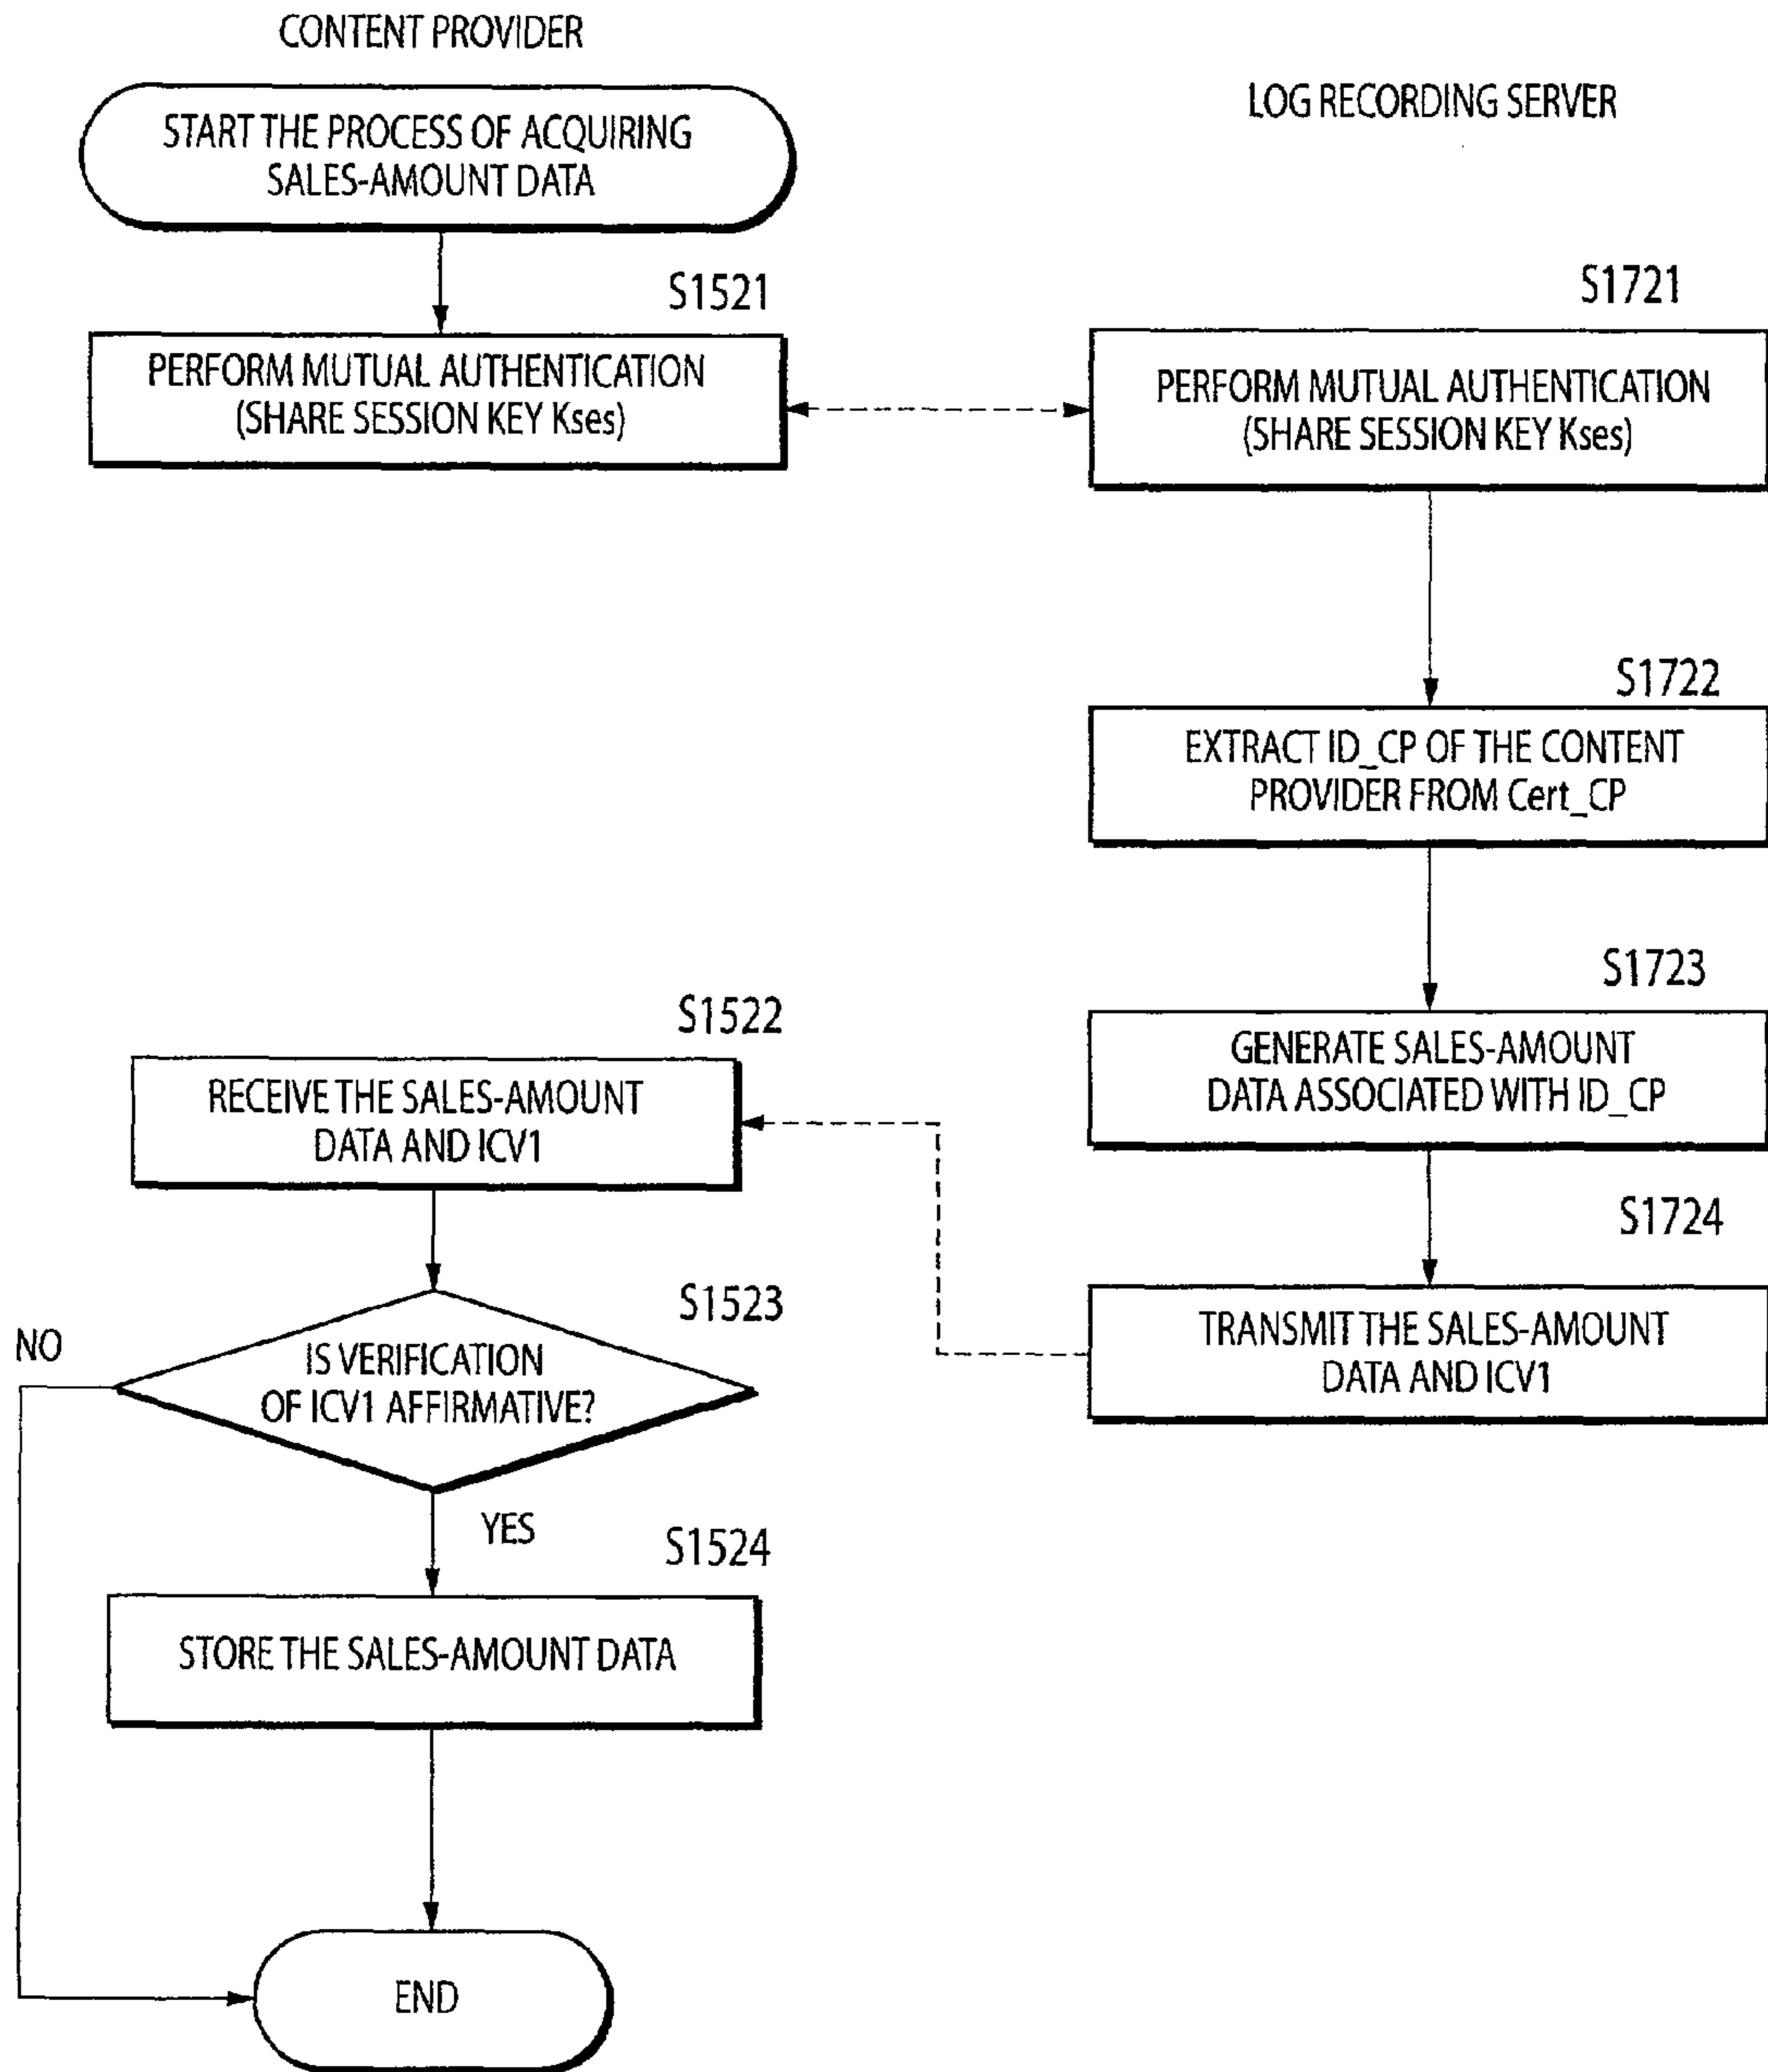 CONTENT PROVIDER
LOG RECORDING SERVER
START THE PROCESS OF ACQUIRING
SALES-AMOUNT DATA
S1521
PERFORM MUTUAL AUTHENTICATION
(SHARE SESSION KEY Kses)
S1721
PERFORM MUTUAL AUTHENTICATION
(SHARE SESSION KEY Kses)
S1722
EXTRACT ID_CP OF THE CONTENT
PROVIDER FROM Cert_CP
S1723
GENERATE SALES-AMOUNT
DATA ASSOCIATED WITH ID_CP
S1724
TRANSMIT THE SALES-AMOUNT
DATA AND ICV1
S1522
RECEIVE THE SALES-AMOUNT
DATA AND ICV1
S1523
IS VERIFICATION
OF ICV1 AFFIRMATIVE?
NO
YES
S1524
STORE THE SALES-AMOUNT DATA
END